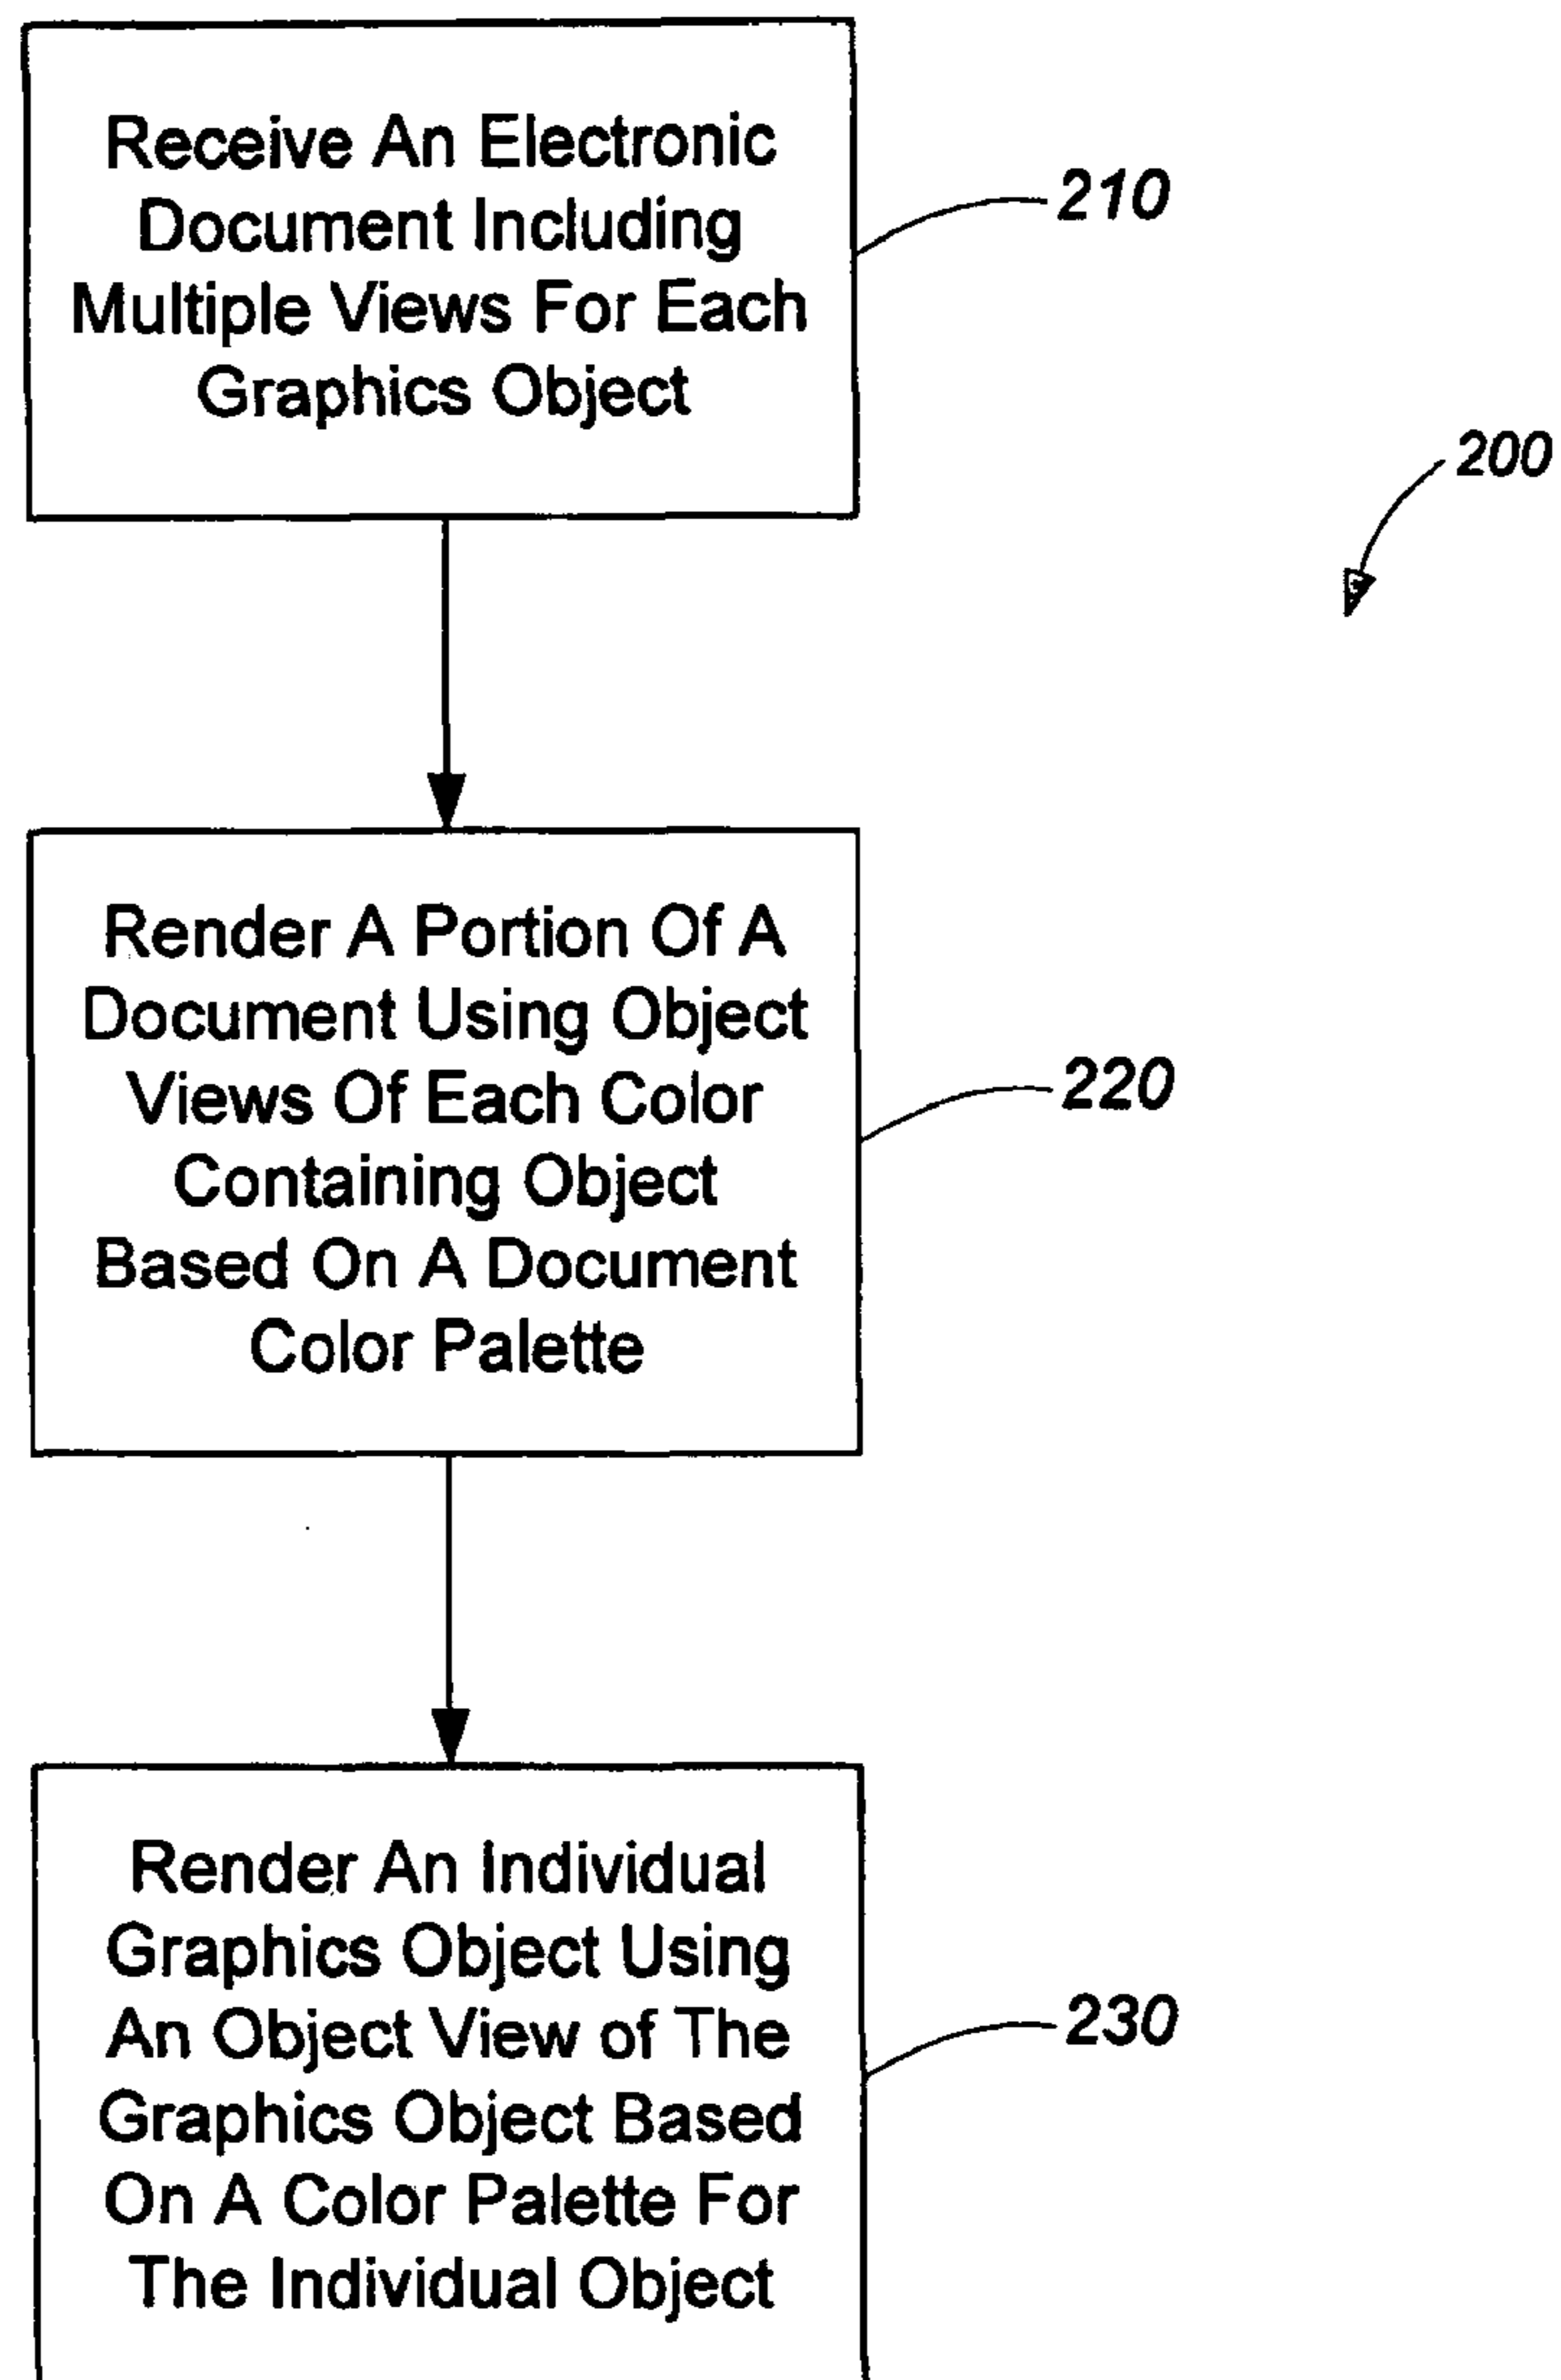 Receive An Electronic
Document Including
Multiple Views For Each
Graphics Object
210
200
Render A Portion Of A
Document Using Object
Views Of Each Color
Containing Object
Based On A Document
Color Palette
220
Render An Individual
Graphics Object Using
An Object View of The
Graphics Object Based
On A Color Palette For
The Individual Object
230